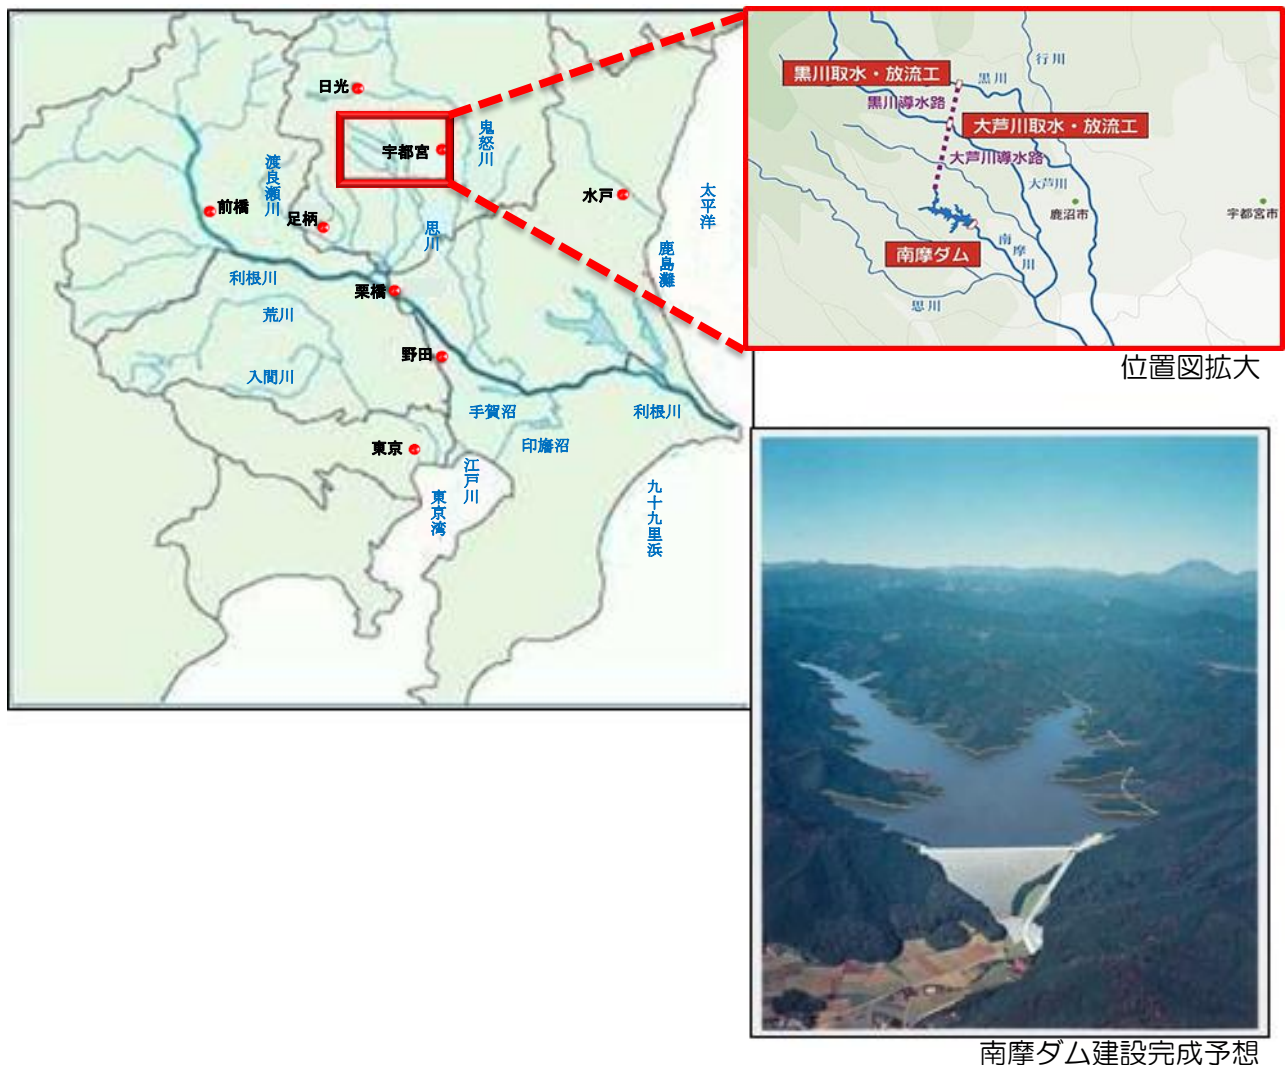 日光
宇都宮
鬼怒川
渡良瀬川
前橋
足柄
思川
水戸
太平洋
鹿島灘
利根川
栗橋
荒川
野田
入間川
手賀沼
利根川
東京
印旛沼
江戸川
東京湾
九十九里浜
行川
黒川取水・放流工
黒川
黒川導水路
大芦川取水・放流工
大芦川導水路
大芦川
鹿沼市
宇都宮市
南摩ダム
南摩川
思川
位置図拡大
南摩ダム建設完成予想